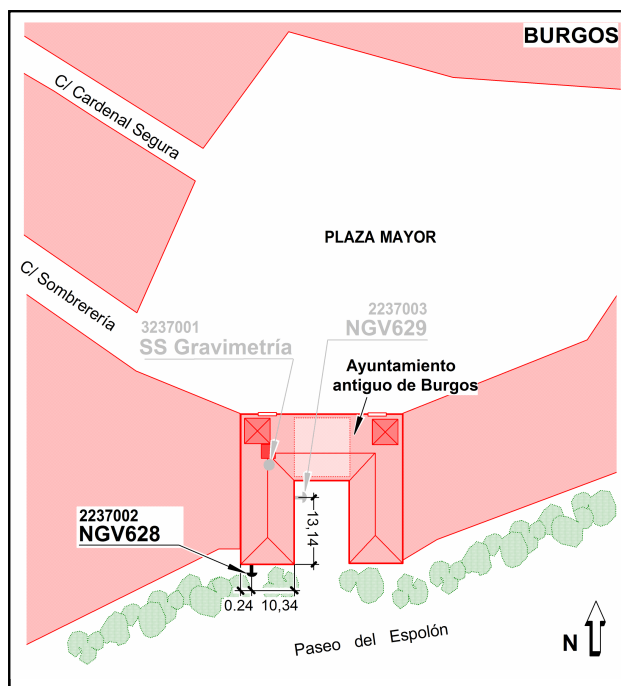 BURGOS
C/ Cardenal Segura
PLAZA MAYOR
C/ Sombrerería
3237001
SS Gravimetría
2237003
NGV629
Ayuntamiento
antiguo de Burgos
2237002
NGV628
13,14
0.24
10,34
Paseo del Espolón
N